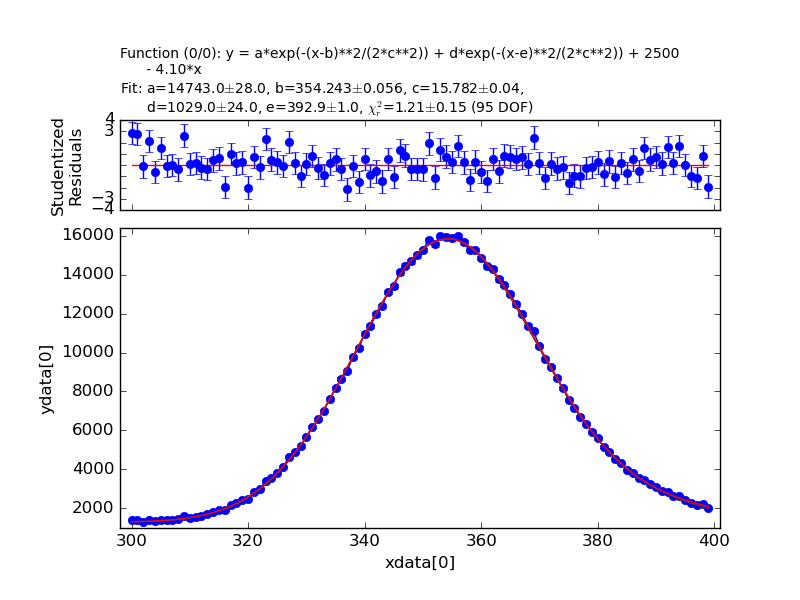 Function (0/0): y = a*exp(-(x-b)**2/(2*c**2)) + d*exp(-(x-e)**2/(2*c**2)) + 2500
- 4.10*x
Fit: a=14743.0±28.0, b=354.243±0.056, c=15.782±0.04,
d=1029.0±24.0, e=392.9±1.0, χ²ᵣ=1.21±0.15 (95 DOF)
Studentized
Residuals
4
3
−3
−4
16000
14000
12000
10000
8000
6000
4000
2000
ydata[0]
300 320 340 360 380 400
xdata[0]